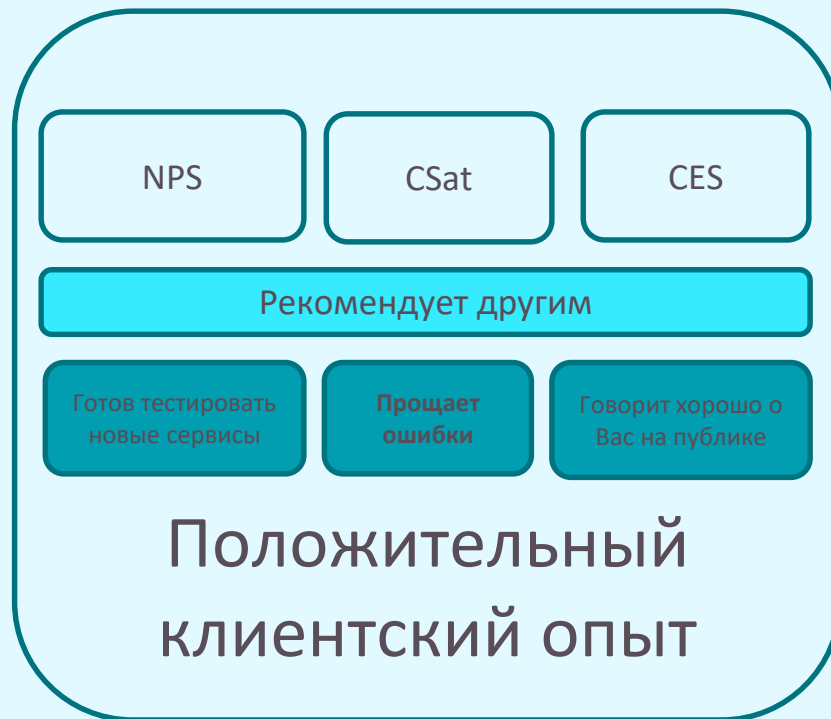 NPS
CSat
CES
Рекомендует другим
Готов тестировать
новые сервисы
Прощает
ошибки
Говорит хорошо о
Вас на публике
Положительный
клиентский опыт